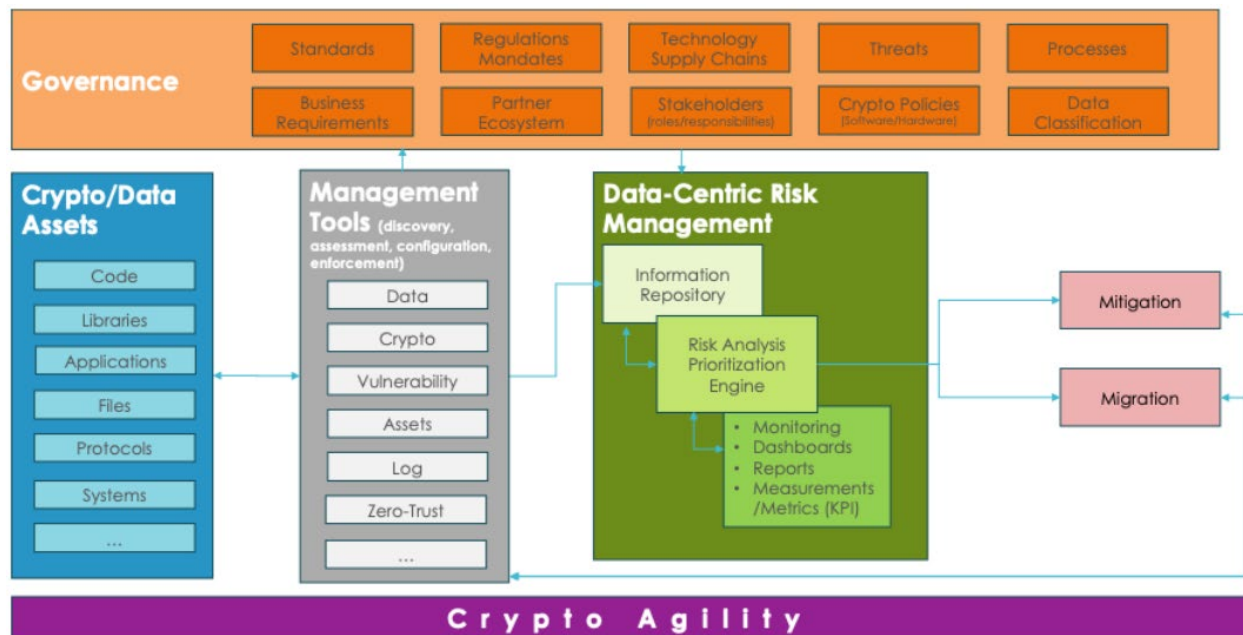 Governance
Standards
Regulations
Mandates
Technology
Supply Chains
Threats
Processes
Business
Requirements
Partner
Ecosystem
Stakeholders
(roles/responsibilities)
Crypto Policies
(Software/Hardware)
Data
Classification
Crypto/Data
Assets
Code
Libraries
Applications
Files
Protocols
Systems
...
Management
Tools (discovery,
assessment, configuration,
enforcement)
Data
Crypto
Vulnerability
Assets
Log
Zero-Trust
...
Data-Centric Risk
Management
Information
Repository
Risk Analysis
Prioritization
Engine
• Monitoring
• Dashboards
• Reports
• Measurements
/Metrics (KPI)
Mitigation
Migration
Crypto Agility